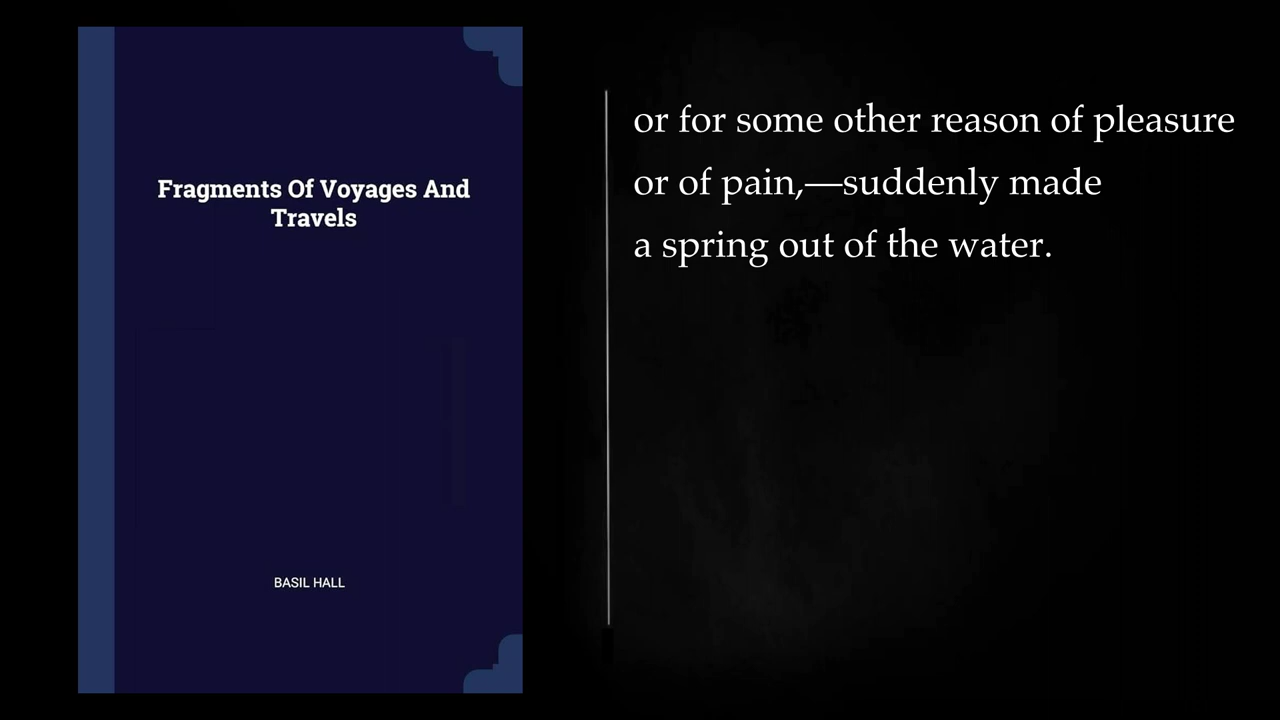 Fragments Of Voyages And
Travels
BASIL HALL
or for some other reason of pleasure
or of pain,—suddenly made
a spring out of the water.